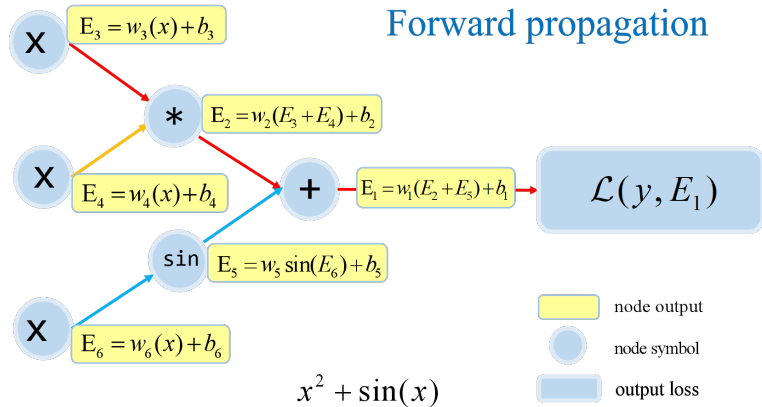 Forward propagation
X
E₃ = w₃(x) + b₃
*
E₂ = w₂(E₃ + E₄) + b₂
X
E₄ = w₄(x) + b₄
+
E₁ = w₁(E₂ + E₅) + b₁
ℒ(y, E₁)
sin
E₅ = w₅ sin(E₆) + b₅
X
E₆ = w₆(x) + b₆
node output
node symbol
output loss
x² + sin(x)